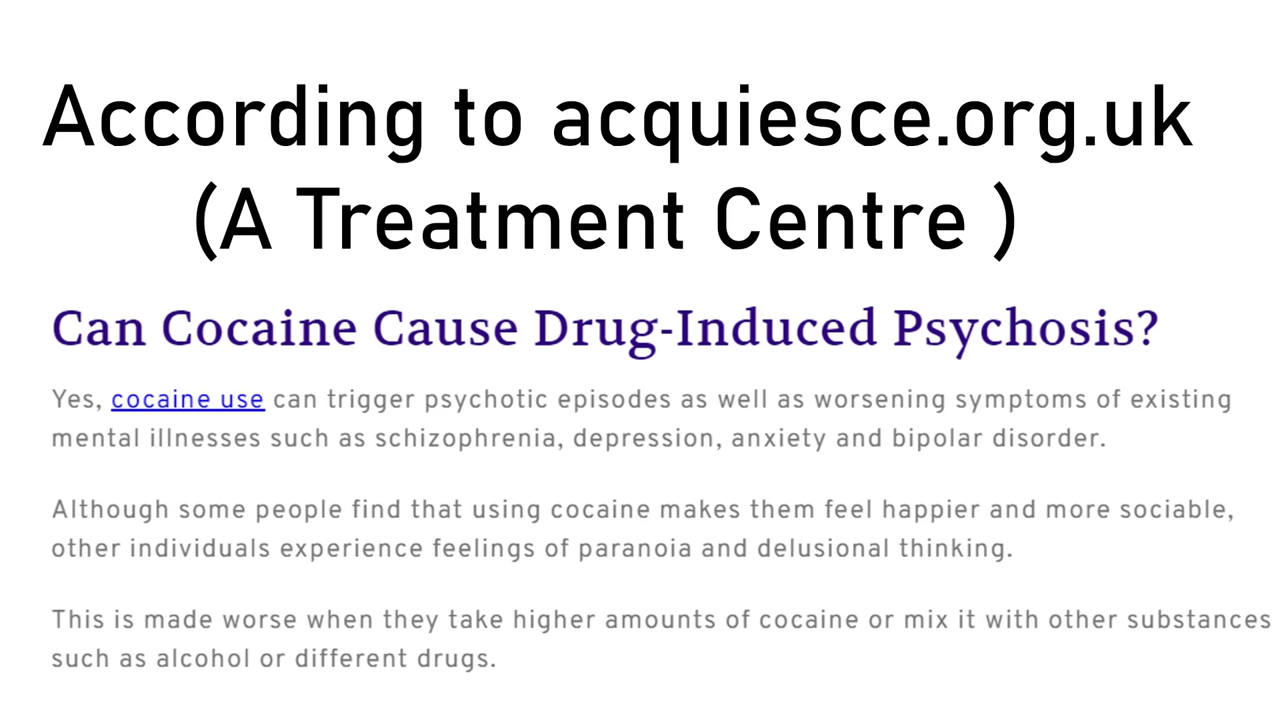 According to acquiesce.org.uk
(A Treatment Centre )
Can Cocaine Cause Drug-Induced Psychosis?
Yes, cocaine use can trigger psychotic episodes as well as worsening symptoms of existing
mental illnesses such as schizophrenia, depression, anxiety and bipolar disorder.
Although some people find that using cocaine makes them feel happier and more sociable,
other individuals experience feelings of paranoia and delusional thinking.
This is made worse when they take higher amounts of cocaine or mix it with other substances
such as alcohol or different drugs.